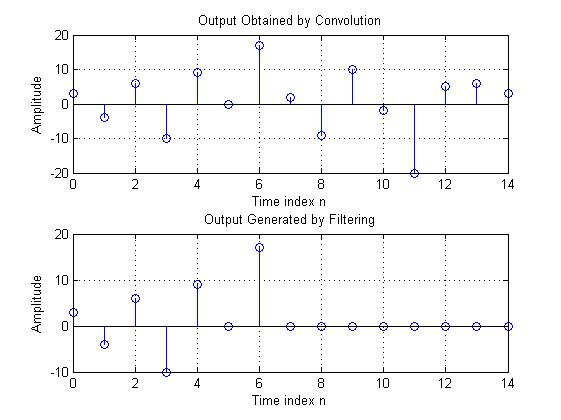 Output Obtained by Convolution
20
10
0
-10
-20
Amplitude
0 2 4 6 8 10 12 14
Time index n
Output Generated by Filtering
20
10
0
-10
Amplitude
0 2 4 6 8 10 12 14
Time index n